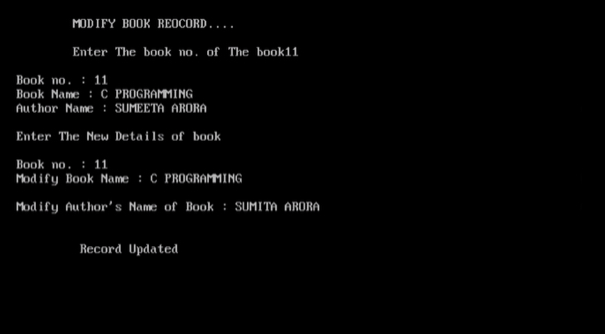 MODIFY BOOK REOCORD....
Enter The book no. of The book11
Book no. : 11
Book Name : C PROGRAMMING
Author Name : SUMEETA ARORA
Enter The New Details of book
Book no. : 11
Modify Book Name : C PROGRAMMING
Modify Author's Name of Book : SUMITA ARORA
Record Updated